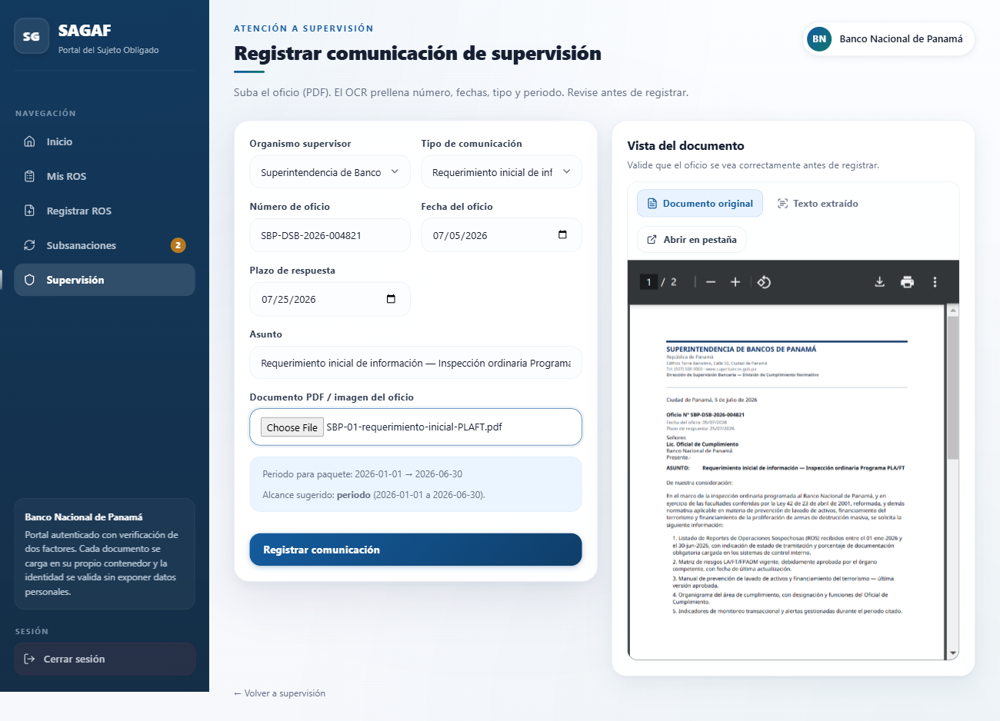 SG
SAGAF
Portal del Sujeto Obligado
NAVEGACIÓN
Inicio
Mis ROS
Registrar ROS
Subsanaciones
2
Supervisión
Banco Nacional de Panamá
Portal autenticado con verificación de
dos factores. Cada documento se
carga en su propio contenedor y la
identidad se valida sin exponer datos
personales.
SESIÓN
Cerrar sesión
ATENCIÓN A SUPERVISIÓN
Registrar comunicación de supervisión
BN
Banco Nacional de Panamá
Suba el oficio (PDF). El OCR prellena número, fechas, tipo y periodo. Revise antes de registrar.
Organismo supervisor
Tipo de comunicación
Superintendencia de Banco
Requerimiento inicial de inf
Número de oficio
Fecha del oficio
SBP-DSB-2026-004821
07/05/2026
Plazo de respuesta
07/25/2026
Asunto
Requerimiento inicial de información — Inspección ordinaria Programa
Documento PDF / imagen del oficio
Choose File SBP-01-requerimiento-inicial-PLAFT.pdf
Periodo para paquete: 2026-01-01 → 2026-06-30
Alcance sugerido: periodo (2026-01-01 a 2026-06-30).
Registrar comunicación
← Volver a supervisión
Vista del documento
Valide que el oficio se vea correctamente antes de registrar.
Documento original
Texto extraído
Abrir en pestaña
1 / 2
SUPERINTENDENCIA DE BANCOS DE PANAMÁ
República de Panamá
Edificio Torre Banistmo, Calle 50, Ciudad de Panamá
Tel. (507) 500-0000 · www.superbancos.gob.pa
Dirección de Supervisión Bancaria — División de Cumplimiento Normativo
Ciudad de Panamá, 5 de julio de 2026
Oficio N° SBP-DSB-2026-004821
Fecha del oficio: 05/07/2026
Plazo de respuesta: 25/07/2026
Señores
Lic. Oficial de Cumplimiento
Banco Nacional de Panamá
Presente.-
ASUNTO: Requerimiento inicial de información — Inspección ordinaria Programa PLA/FT
De nuestra consideración:
En el marco de la inspección ordinaria programada al Banco Nacional de Panamá, y en
ejercicio de las facultades conferidas por la Ley 42 de 23 de abril de 2001, reformada, y demás
normativa aplicable en materia de prevención de lavado de activos, financiamiento del
terrorismo y financiamiento de la proliferación de armas de destrucción masiva, se solicita la
siguiente información:
1. Listado de Reportes de Operaciones Sospechosas (ROS) recibidos entre el 01-ene-2026 y
el 30-jun-2026, con indicación de estado de tramitación y porcentaje de documentación
obligatoria cargada en los sistemas de control interno.
2. Matriz de riesgos LA/FT/FPADM vigente, debidamente aprobada por el órgano
competente, con fecha de última actualización.
3. Manual de prevención de lavado de activos y financiamiento del terrorismo — última
versión aprobada.
4. Organigrama del área de cumplimiento, con designación y funciones del Oficial de
Cumplimiento.
5. Indicadores de monitoreo transaccional y alertas gestionadas durante el periodo citado.